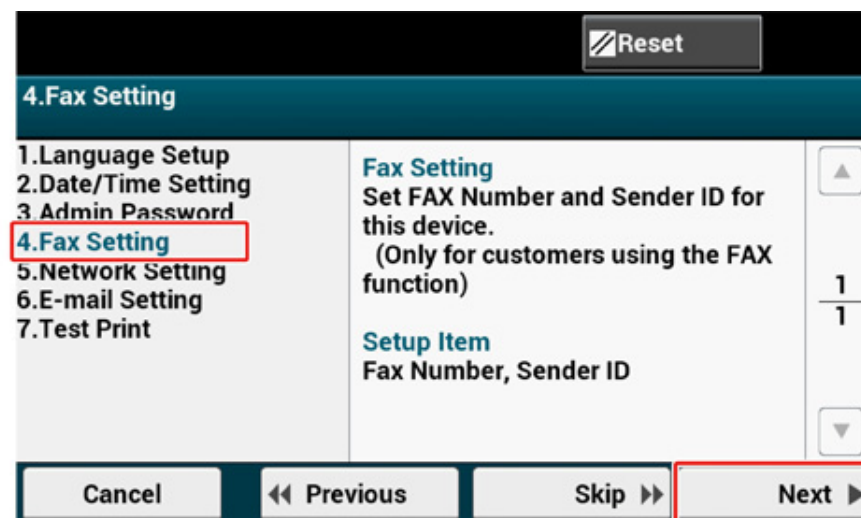 Reset
4.Fax Setting
1.Language Setup
2.Date/Time Setting
3.Admin Password
4.Fax Setting
5.Network Setting
6.E-mail Setting
7.Test Print
Fax Setting
Set FAX Number and Sender ID for
this device.
(Only for customers using the FAX
function)
Setup Item
Fax Number, Sender ID
1
1
Cancel
Previous
Skip
Next